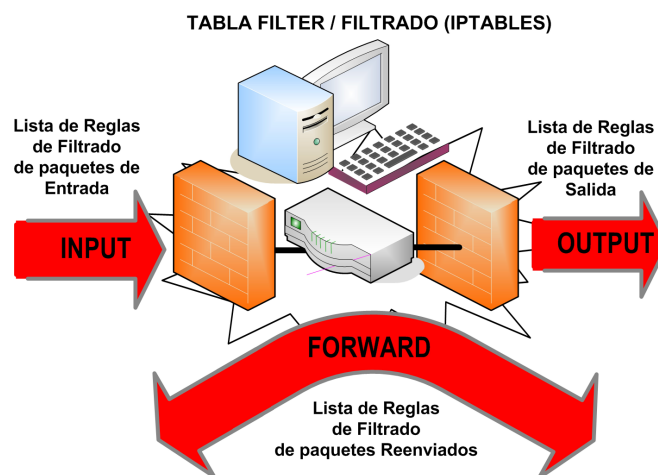 TABLA FILTER / FILTRADO (IPTABLES)
Lista de Reglas
de Filtrado
de paquetes de
Entrada
Lista de Reglas
de Filtrado
de paquetes de
Salida
INPUT
OUTPUT
FORWARD
Lista de Reglas
de Filtrado
de paquetes Reenviados